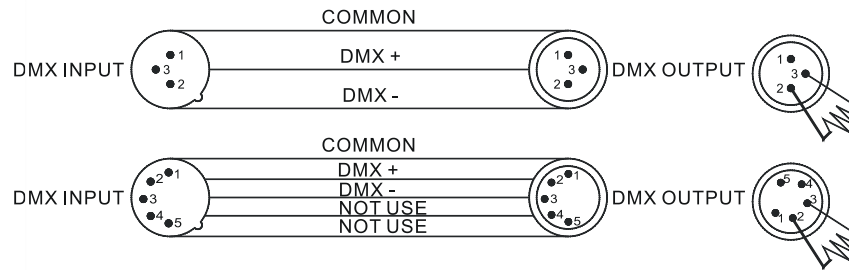 COMMON
DMX INPUT
1
3
2
DMX +
DMX -
1
3
2
DMX OUTPUT
1
3
2
COMMON
DMX INPUT
1
2
3
4
5
DMX +
DMX -
NOT USE
NOT USE
1
2
3
4
5
DMX OUTPUT
5
4
3
1
2